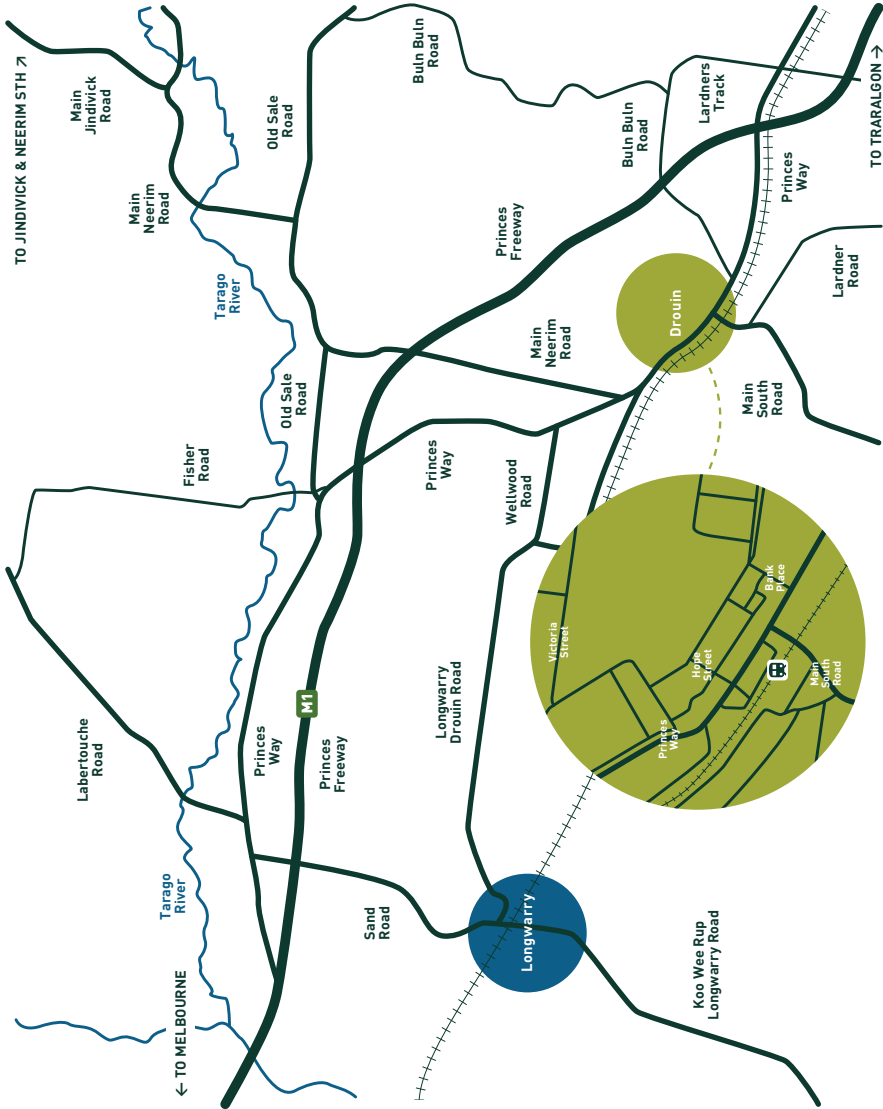 TO JINDIVICK & NEERIM STH ↗
Main
Jindivick
Road
Main
Neerim
Road
Tarago
River
Old Sale
Road
Buln Buln
Road
Buln Buln
Road
Lardners
Track
TO TRARALGON →
Princes
Way
Princes
Freeway
Lardner
Road
Drouin
Main
Neerim
Road
Main
South
Road
Old Sale
Road
Fisher
Road
Princes
Way
Wellwood
Road
Victoria
Street
Bank
Place
Hope
Street
Main
South
Road
Princes
Way
Longwarry
Drouin Road
M1
Princes
Way
Princes
Freeway
Labertouche
Road
Tarago
River
Sand
Road
Longwarry
Koo Wee Rup
Longwarry Road
← TO MELBOURNE